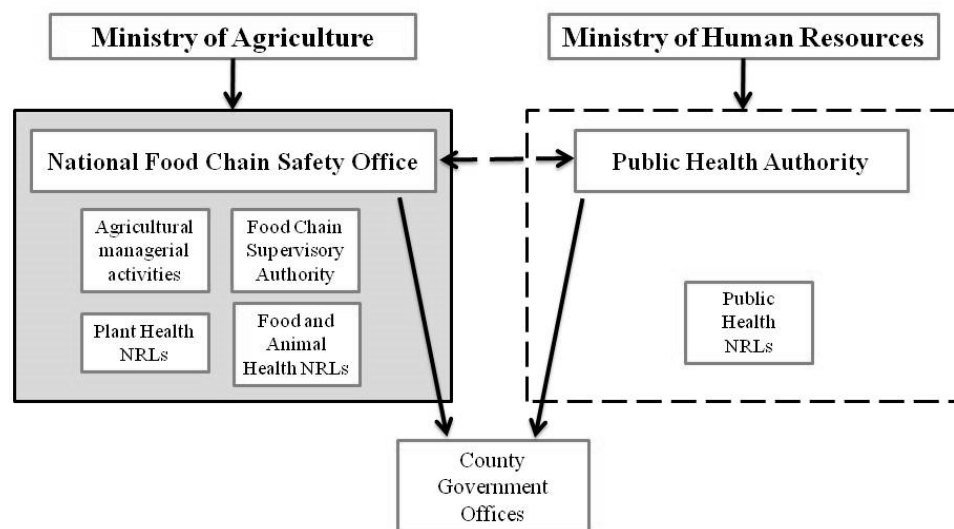 Ministry of Agriculture
Ministry of Human Resources
National Food Chain Safety Office
Public Health Authority
Agricultural
managerial
activities
Food Chain
Supervisory
Authority
Plant Health
NRLs
Food and
Animal
Health NRLs
Public
Health
NRLs
County
Government
Offices